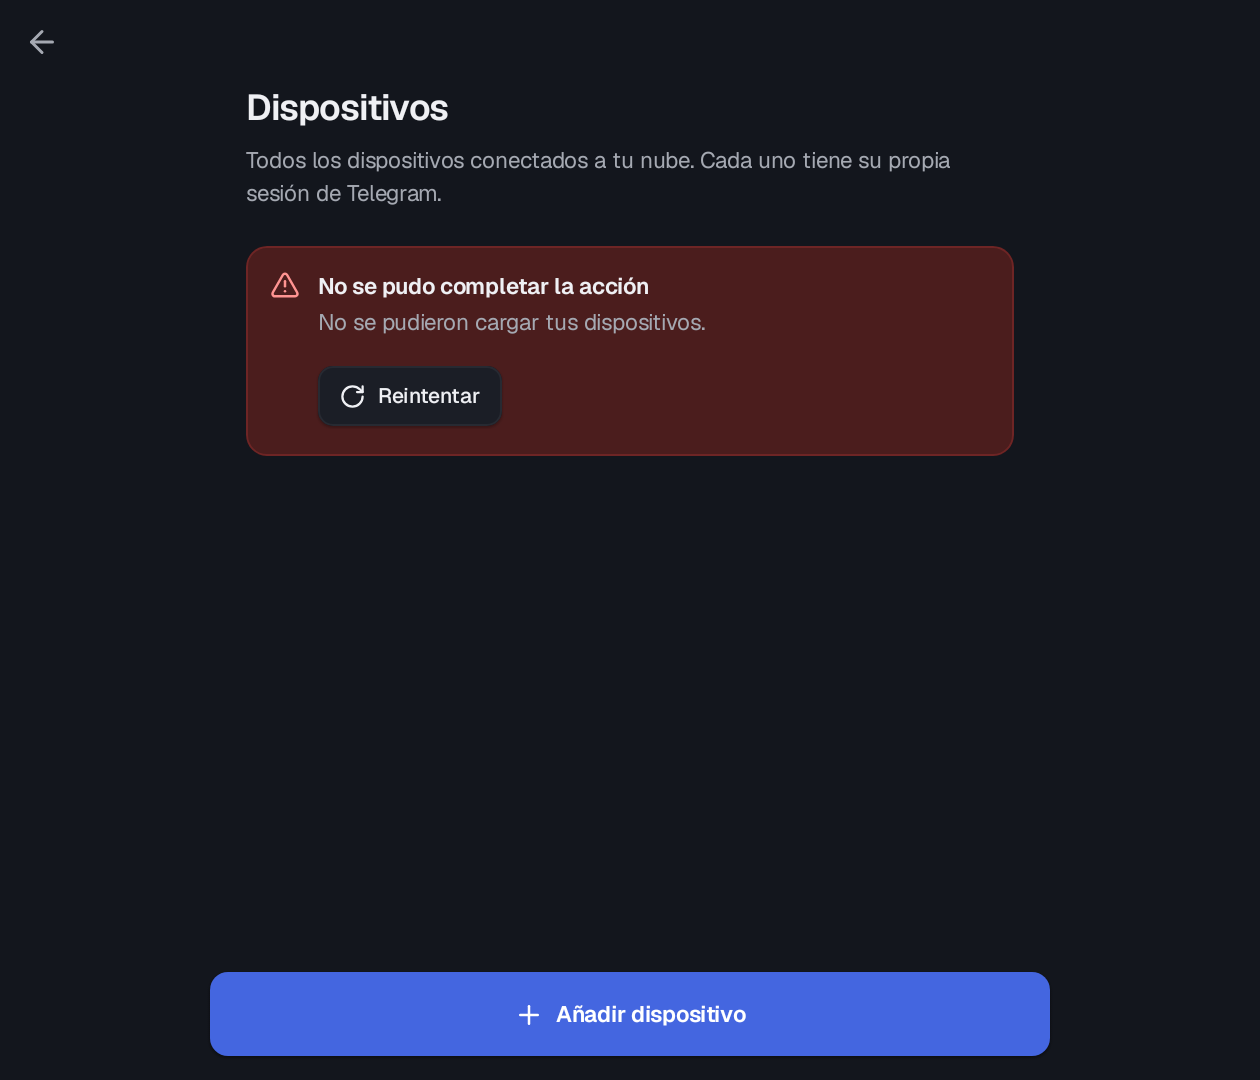 Dispositivos
Todos los dispositivos conectados a tu nube. Cada uno tiene su propia
sesión de Telegram.
No se pudo completar la acción
No se pudieron cargar tus dispositivos.
Reintentar
Añadir dispositivo